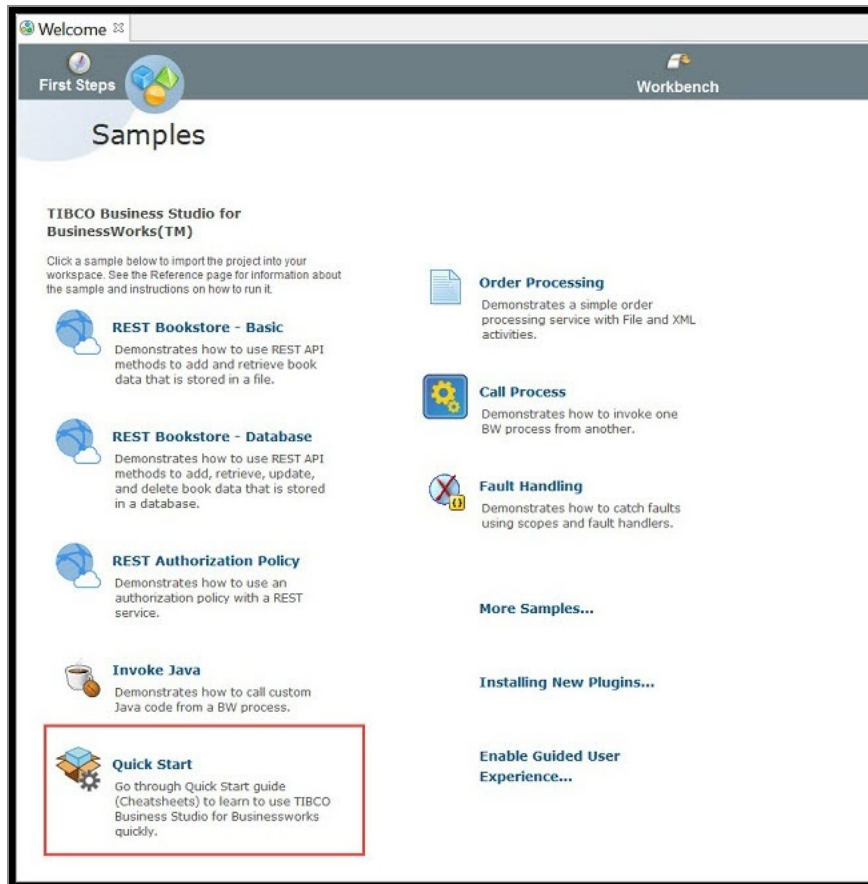 Welcome
First Steps
Workbench
Samples
TIBCO Business Studio for
BusinessWorks(TM)
Click a sample below to import the project into your
workspace. See the Reference page for information about
the sample and instructions on how to run it.
REST Bookstore - Basic
Demonstrates how to use REST API
methods to add and retrieve book
data that is stored in a file.
REST Bookstore - Database
Demonstrates how to use REST API
methods to add, retrieve, update,
and delete book data that is stored
in a database.
REST Authorization Policy
Demonstrates how to use an
authorization policy with a REST
service.
Invoke Java
Demonstrates how to call custom
Java code from a BW process.
Quick Start
Go through Quick Start guide
(Cheatsheets) to learn to use TIBCO
Business Studio for Businessworks
quickly.
Order Processing
Demonstrates a simple order
processing service with File and XML
activities.
Call Process
Demonstrates how to invoke one
BW process from another.
Fault Handling
Demonstrates how to catch faults
using scopes and fault handlers.
More Samples...
Installing New Plugins...
Enable Guided User
Experience...